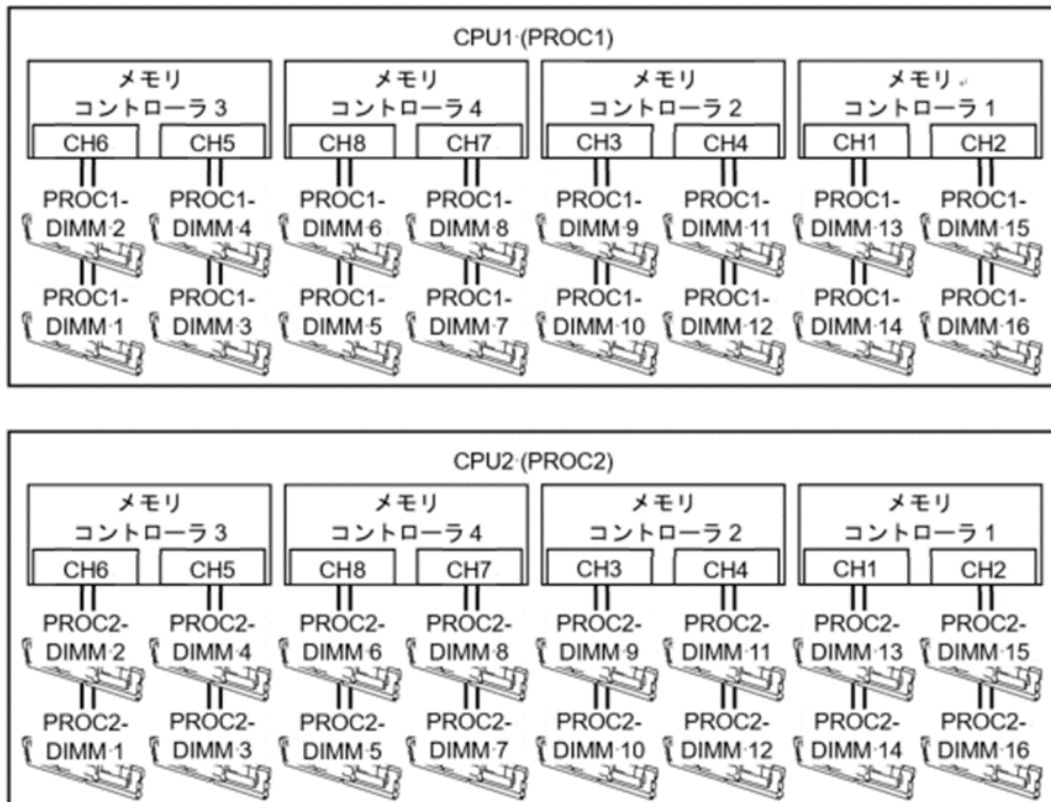 CPU1 (PROC1)
メモリ メモリ メモリ メモリ
コントローラ 3 コントローラ 4 コントローラ 2 コントローラ 1
CH6 CH5 CH8 CH7 CH3 CH4 CH1 CH2
PROC1- PROC1- PROC1- PROC1- PROC1- PROC1- PROC1- PROC1-
DIMM 2 DIMM 4 DIMM 6 DIMM 8 DIMM 9 DIMM 11 DIMM 13 DIMM 15
PROC1- PROC1- PROC1- PROC1- PROC1- PROC1- PROC1- PROC1-
DIMM 1 DIMM 3 DIMM 5 DIMM 7 DIMM 10 DIMM 12 DIMM 14 DIMM 16
CPU2 (PROC2)
メモリ メモリ メモリ メモリ
コントローラ 3 コントローラ 4 コントローラ 2 コントローラ 1
CH6 CH5 CH8 CH7 CH3 CH4 CH1 CH2
PROC2- PROC2- PROC2- PROC2- PROC2- PROC2- PROC2- PROC2-
DIMM 2 DIMM 4 DIMM 6 DIMM 8 DIMM 9 DIMM 11 DIMM 13 DIMM 15
PROC2- PROC2- PROC2- PROC2- PROC2- PROC2- PROC2- PROC2-
DIMM 1 DIMM 3 DIMM 5 DIMM 7 DIMM 10 DIMM 12 DIMM 14 DIMM 16